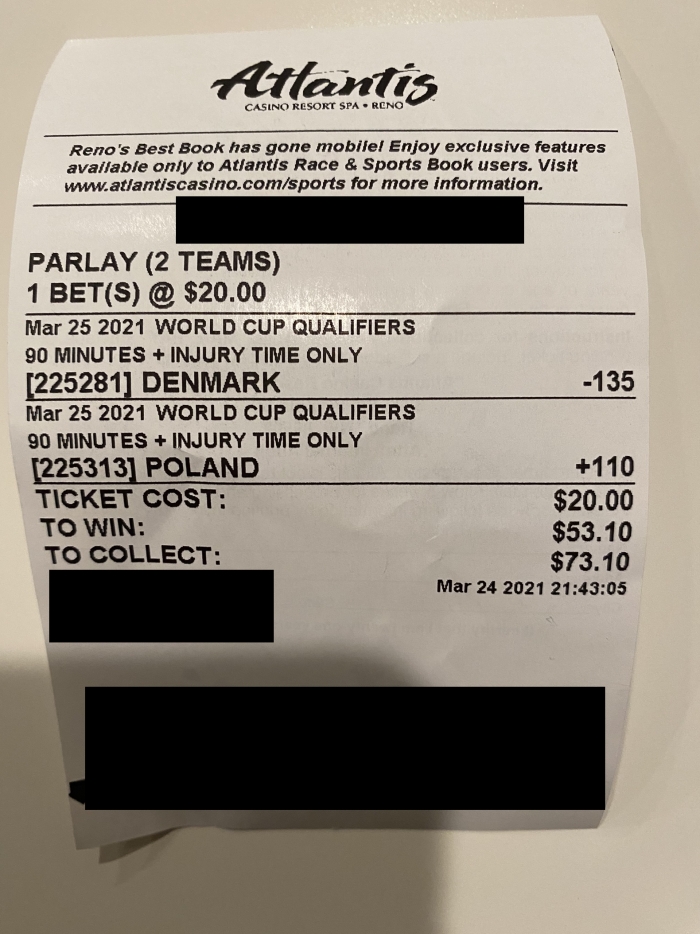 Atlantis
CASINO RESORT SPA • RENO
Reno's Best Book has gone mobile! Enjoy exclusive features
available only to Atlantis Race & Sports Book users. Visit
www.atlantiscasino.com/sports for more information.
PARLAY (2 TEAMS)
1 BET(S) @ $20.00
Mar 25 2021 WORLD CUP QUALIFIERS
90 MINUTES + INJURY TIME ONLY
[225281] DENMARK -135
Mar 25 2021 WORLD CUP QUALIFIERS
90 MINUTES + INJURY TIME ONLY
[225313] POLAND +110
TICKET COST: $20.00
TO WIN: $53.10
TO COLLECT: $73.10
Mar 24 2021 21:43:05